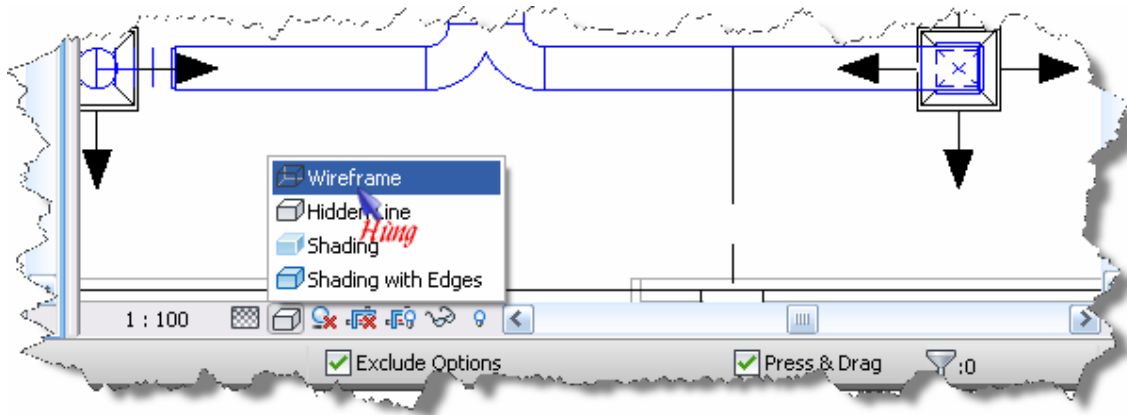 Wireframe
Hidden Line
Hùng
Shading
Shading with Edges
1 : 100
Exclude Options
Press & Drag
:0